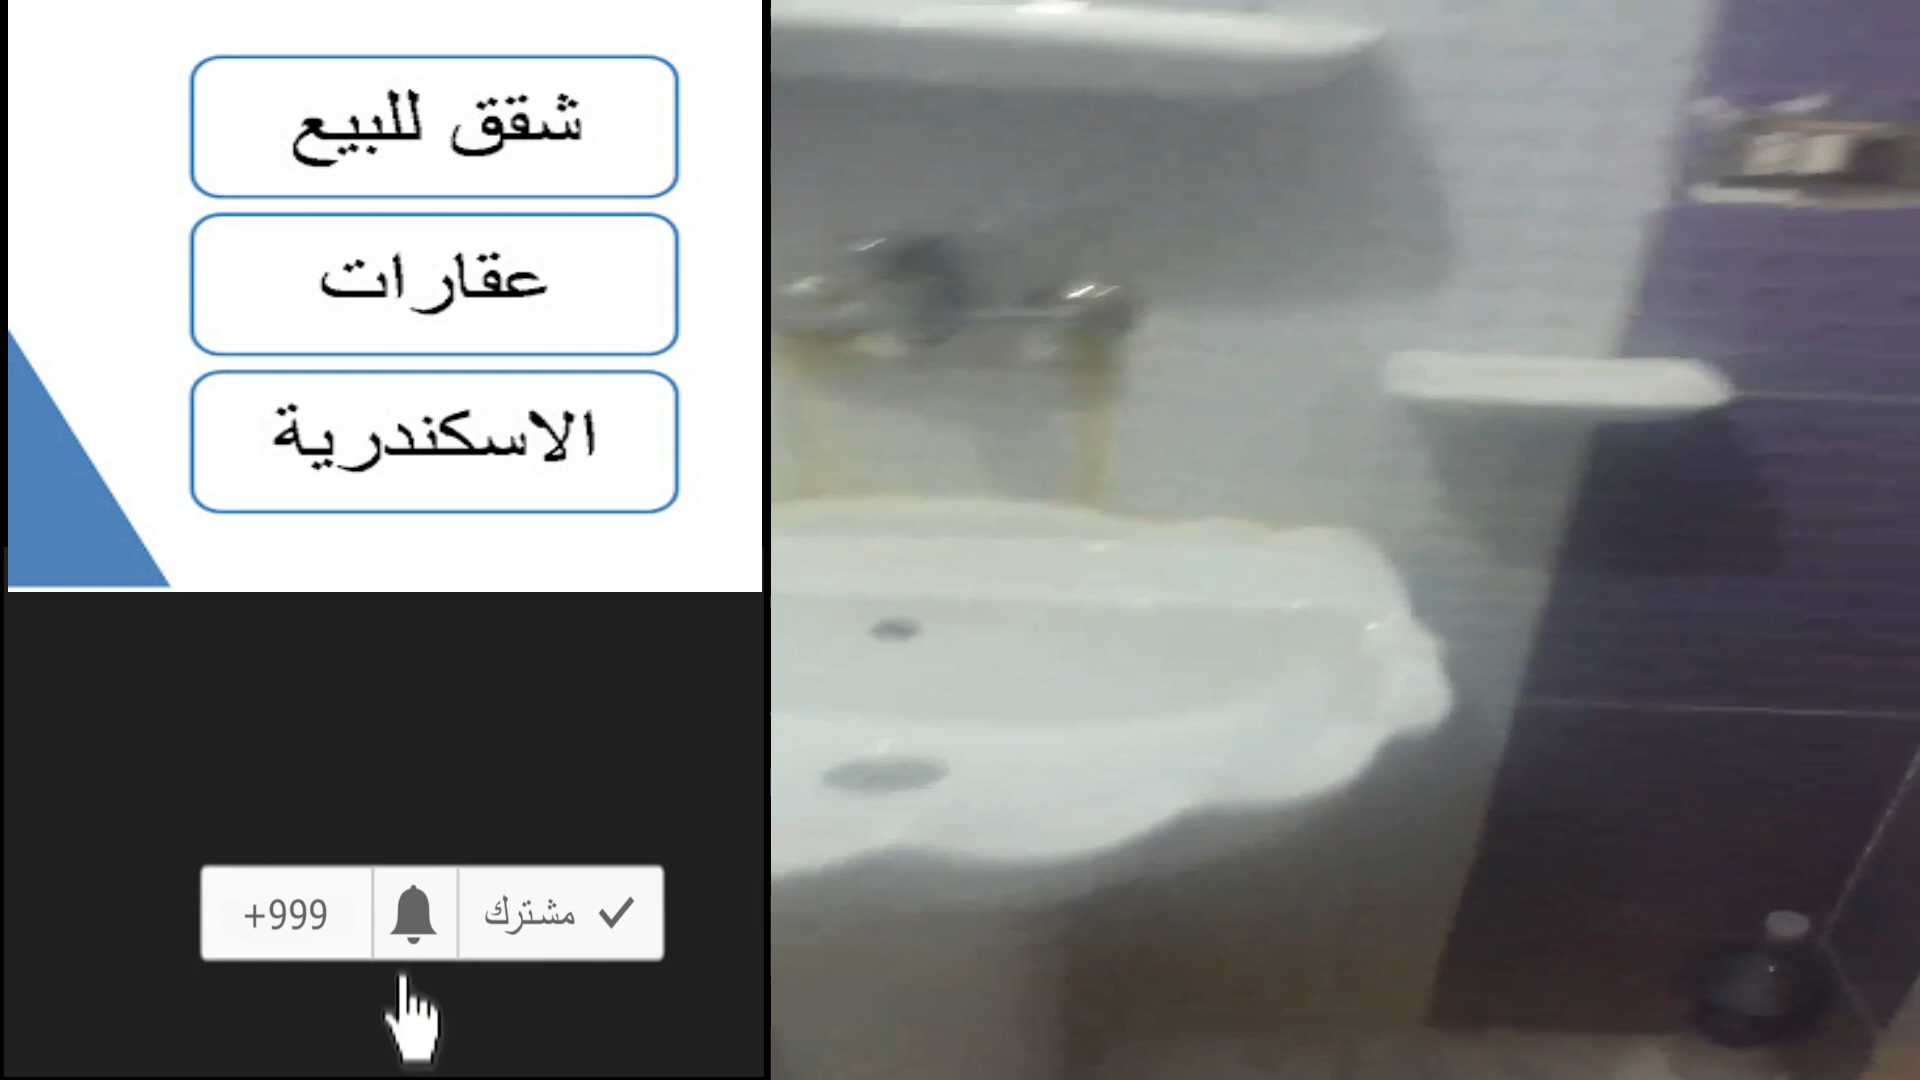 شقق للبيع
عقارات
الاسكندرية
مشترك
+999